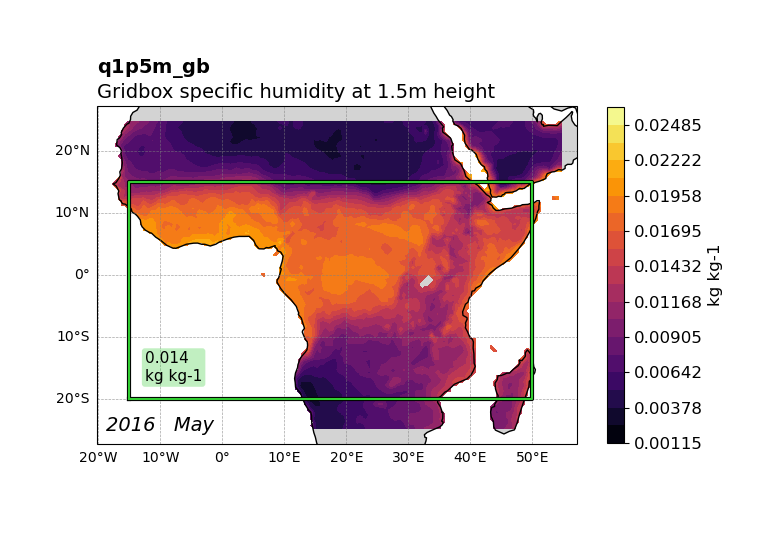 q1p5m_gb
Gridbox specific humidity at 1.5m height
20°N
10°N
0°
10°S
20°S
0.014
kg kg-1
2016 May
20°W
10°W
0°
10°E
20°E
30°E
40°E
50°E
0.02485
0.02222
0.01958
0.01695
0.01432
0.01168
0.00905
0.00642
0.00378
0.00115
kg kg-1